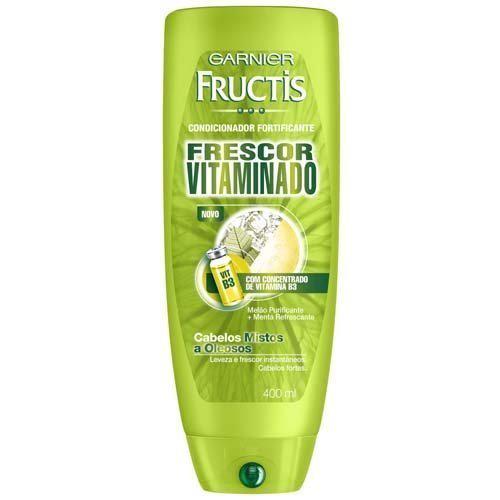 GARNIER
FRUCTIS
CONDICIONADOR FORTIFICANTE
FRESCOR
VITAMINADO
NOVO
VIT
B3
COM CONCENTRADO
DE VITAMINA B3
Melão Purificante
+ Menta Refrescante
Cabelos Mistos
a Oleosos
Leveza e frescor instantâneos.
Cabelos fortes.
400 ml